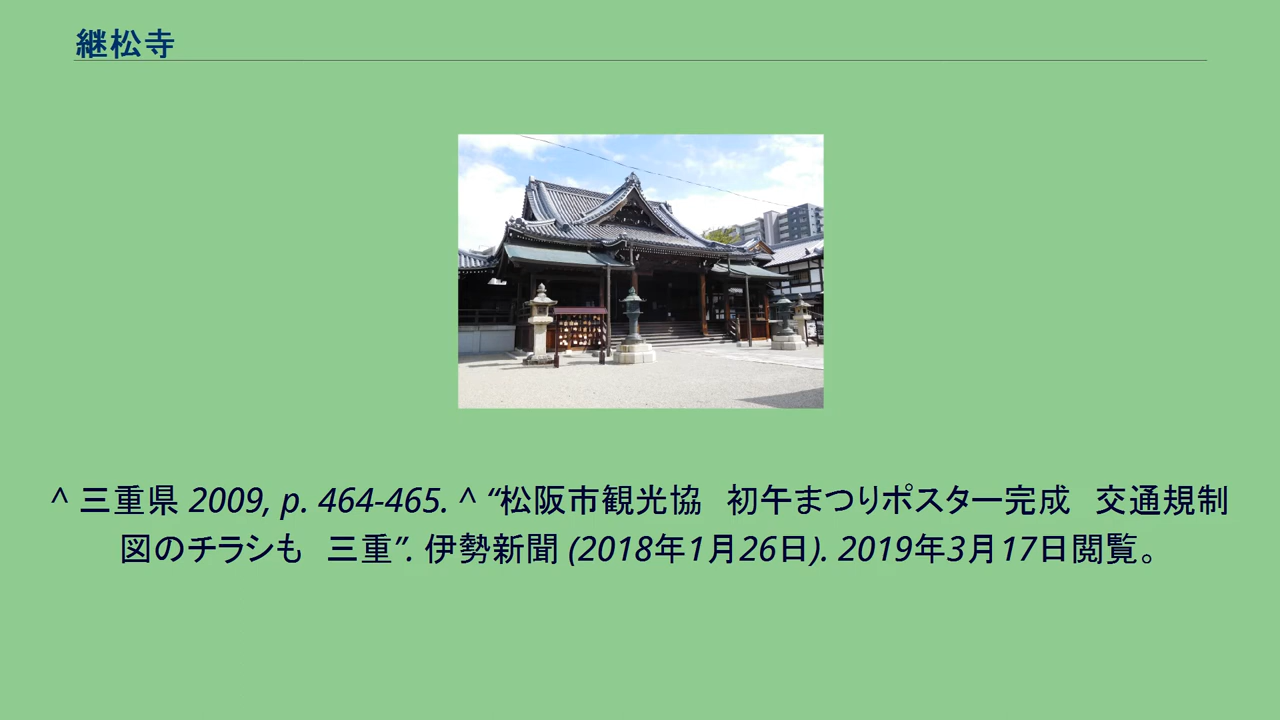 継松寺
^ 三重県 2009, p. 464-465. ^ “松阪市観光協　初午まつりポスター完成　交通規制
図のチラシも　三重”. 伊勢新聞 (2018年1月26日). 2019年3月17日閲覧。